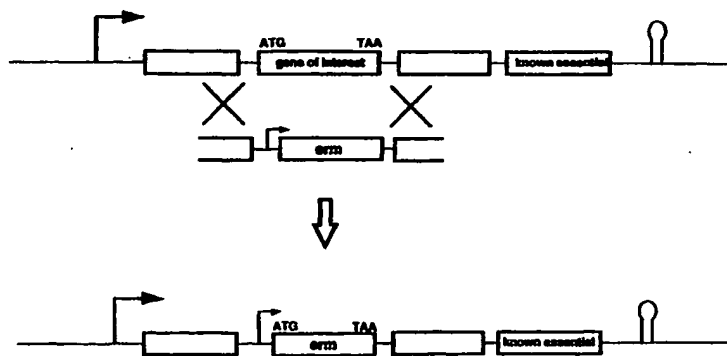 ATG TAA
gene of interest known essential
erm
ATG TAA
erm known essential